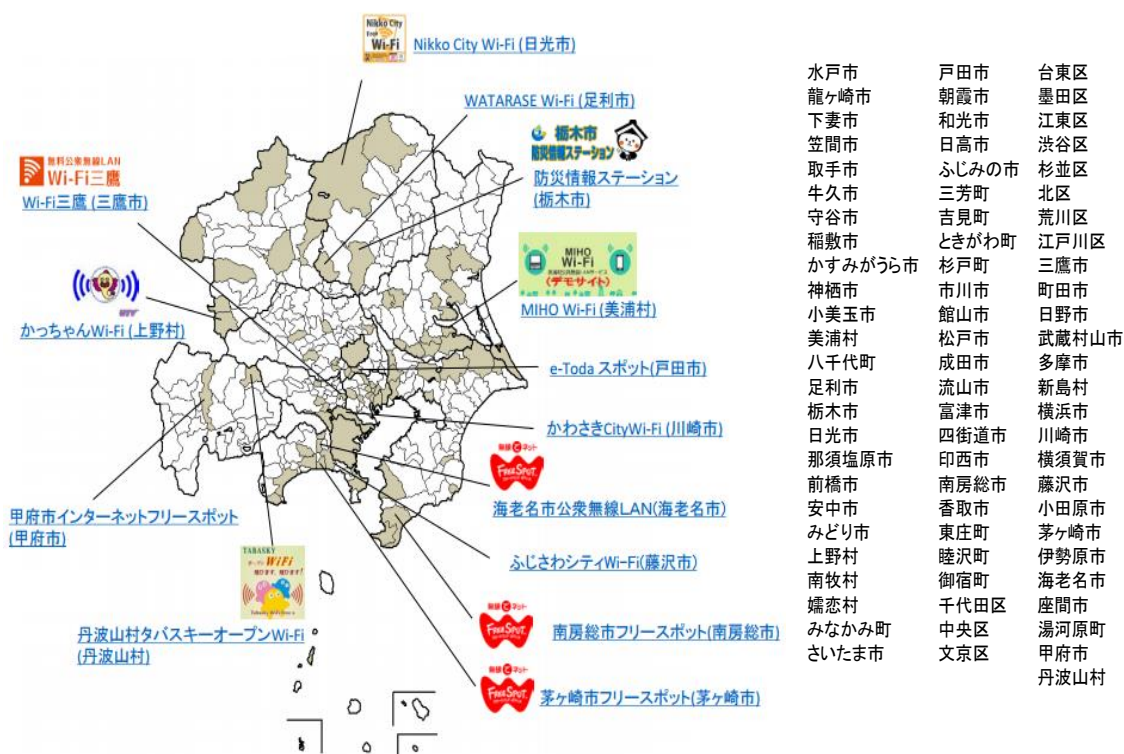 Nikko City
Free
Wi-Fi
Nikko City Wi-Fi (日光市)
WATARASE Wi-Fi (足利市)
栃木市
防災情報ステーション
防災情報ステーション
(栃木市)
無料公衆無線LAN
Wi-Fi三鷹
Wi-Fi三鷹 (三鷹市)
MIHO
Wi-Fi
(デモサイト)
MIHO Wi-Fi (美浦村)
かっちゃんWi-Fi (上野村)
e-Toda スポット(戸田市)
かわさきCityWi-Fi (川崎市)
FREESPOT
海老名市公衆無線LAN(海老名市)
甲府市インターネットフリースポット
(甲府市)
ふじさわシティWi-Fi(藤沢市)
TABASKY
オープン WiFi
飛びます、飛びます!
丹波山村タバスキーオープンWi-Fi
(丹波山村)
FREESPOT
南房総市フリースポット(南房総市)
FREESPOT
茅ヶ崎市フリースポット(茅ヶ崎市)
水戸市
龍ヶ崎市
下妻市
笠間市
取手市
牛久市
守谷市
稲敷市
かすみがうら市
神栖市
小美玉市
美浦村
八千代町
足利市
栃木市
日光市
那須塩原市
前橋市
安中市
みどり市
上野村
南牧村
嬬恋村
みなかみ町
さいたま市
戸田市
朝霞市
和光市
日高市
ふじみの市
三芳町
吉見町
ときがわ町
杉戸町
市川市
館山市
松戸市
成田市
流山市
富津市
四街道市
印西市
南房総市
香取市
東庄町
睦沢町
御宿町
千代田区
中央区
文京区
台東区
墨田区
江東区
渋谷区
杉並区
北区
荒川区
江戸川区
三鷹市
町田市
日野市
武蔵村山市
多摩市
新島村
横浜市
川崎市
横須賀市
藤沢市
小田原市
茅ヶ崎市
伊勢原市
海老名市
座間市
湯河原町
甲府市
丹波山村